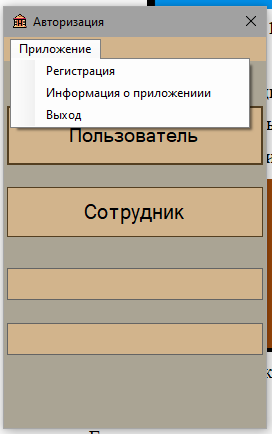 Авторизация
Приложение
Регистрация
Информация о приложениии
Выход
Пользователь
Сотрудник